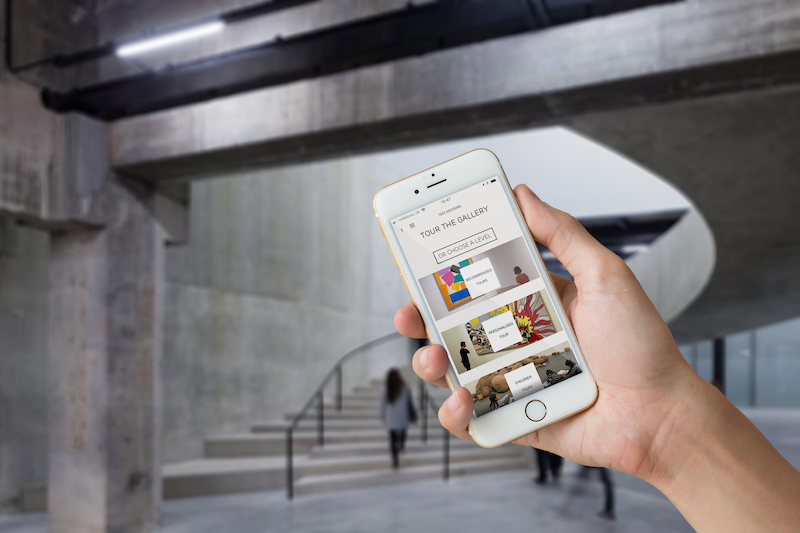 vodafone UK
12:47
TATE MODERN
TOUR THE GALLERY
OR CHOOSE A LEVEL
RECOMMENDED
TOURS
PERSONALISED
TOUR
CHILDREN
TOURS